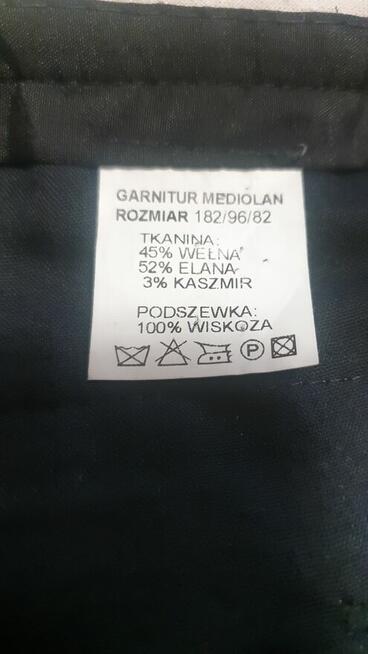 GARNITUR MEDIOLAN
ROZMIAR 182/96/82
TKANINA:
45% WEŁNA
52% ELANA
3% KASZMIR
PODSZEWKA:
100% WISKOZA
P